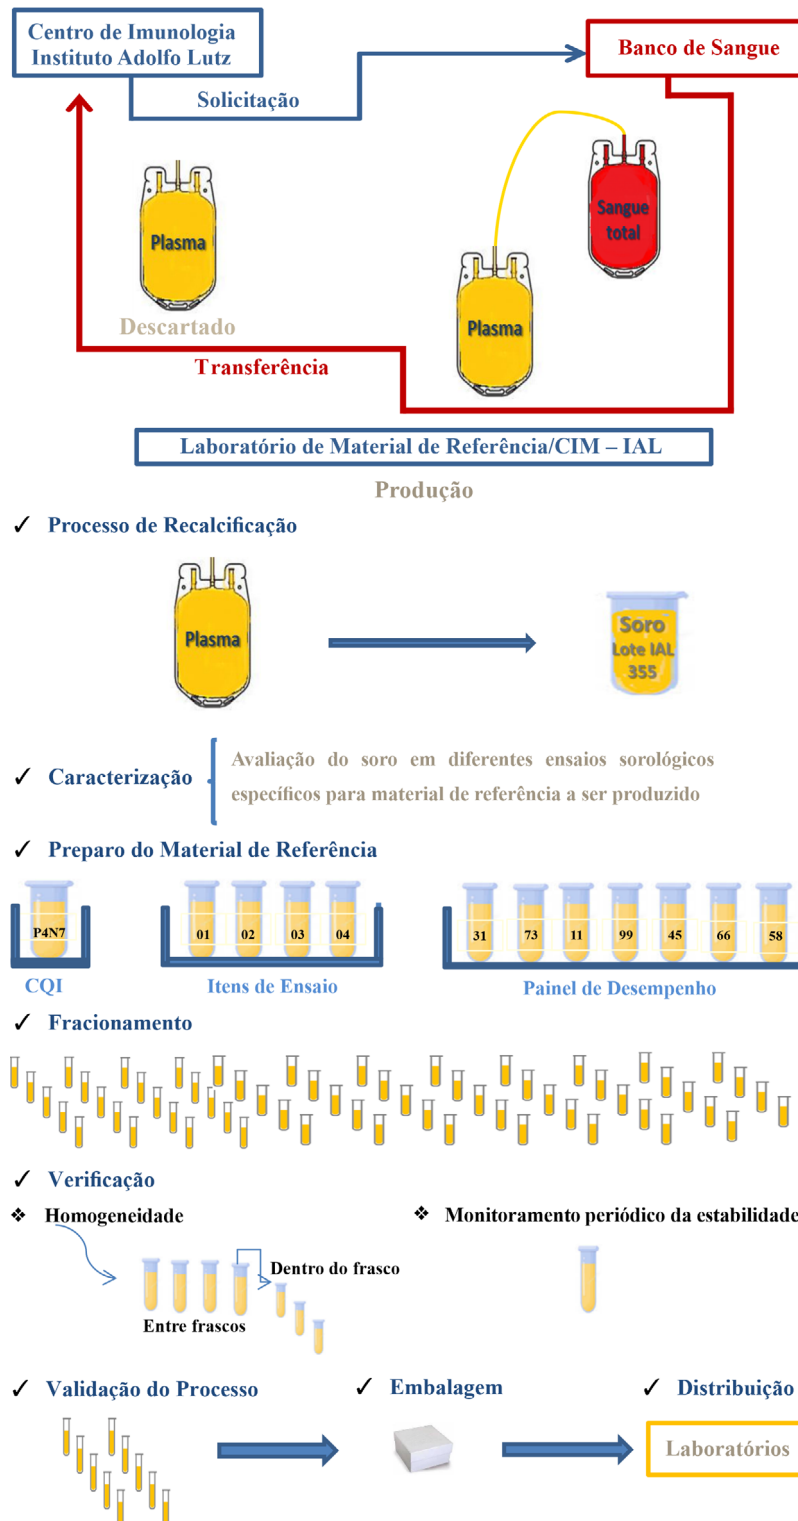 Centro de Imunologia
Instituto Adolfo Lutz
Banco de Sangue
Solicitação
Sangue
total
Plasma
Plasma
Descartado
Transferência
Laboratório de Material de Referência/CIM – IAL
Produção
✓ Processo de Recalcificação
Plasma
Soro
Lote IAL
355
✓ Caracterização
Avaliação do soro em diferentes ensaios sorológicos
específicos para material de referência a ser produzido
✓ Preparo do Material de Referência
P4N7
01 02 03 04
31 73 11 99 45 66 58
CQI
Itens de Ensaio
Painel de Desempenho
✓ Fracionamento
✓ Verificação
❖ Homogeneidade
❖ Monitoramento periódico da estabilidade
Dentro do frasco
Entre frascos
✓ Validação do Processo
✓ Embalagem
✓ Distribuição
Laboratórios